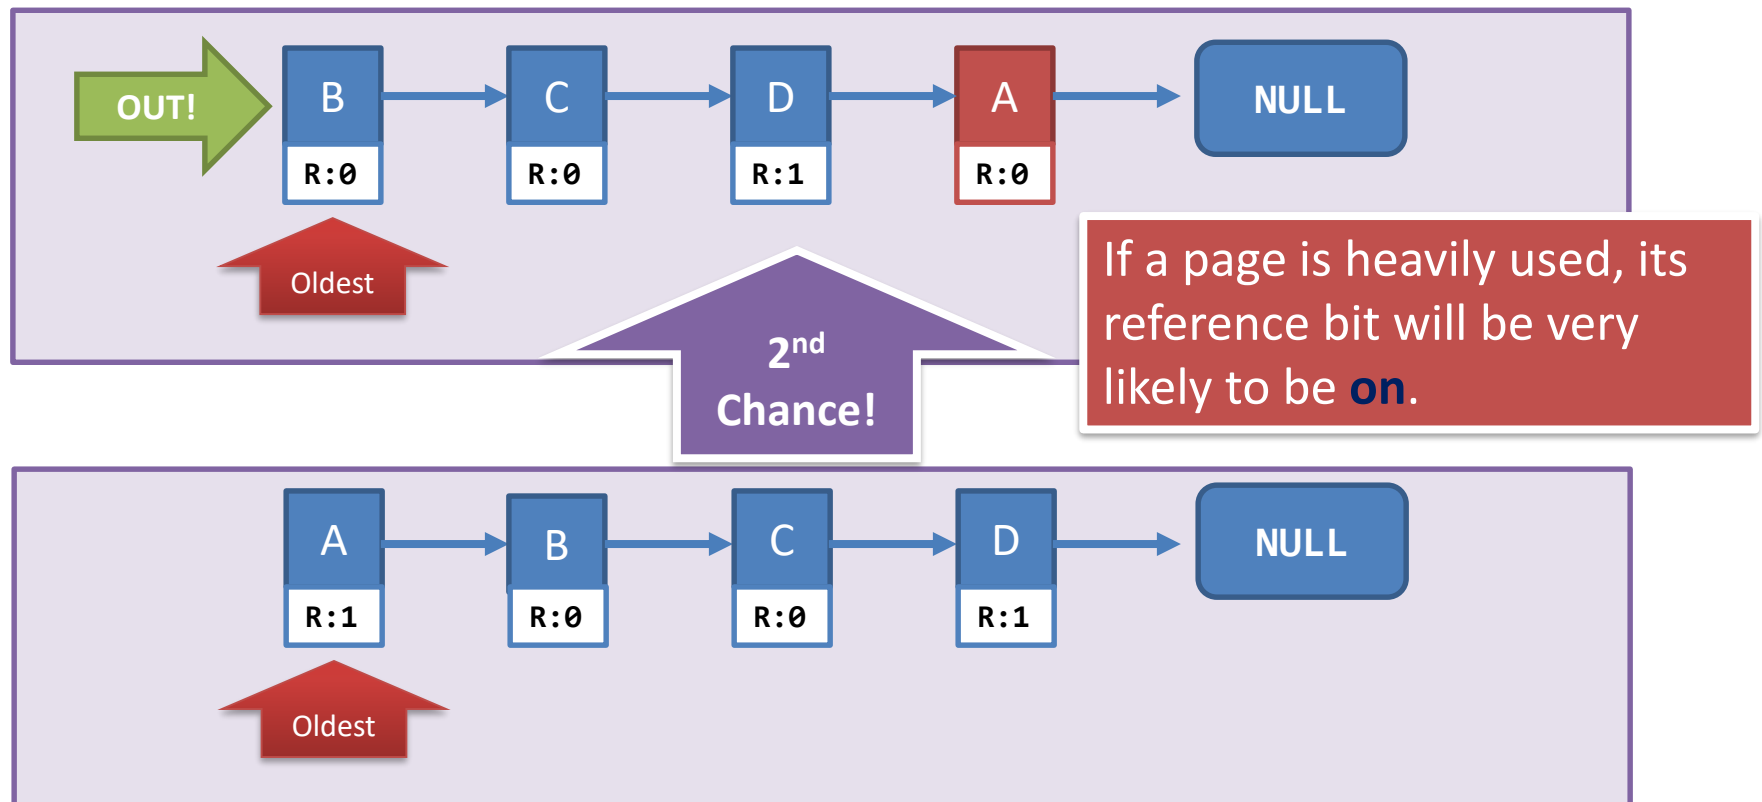 OUT!
B
C
D
A
NULL
R:0
R:0
R:1
R:0
Oldest
If a page is heavily used, its
reference bit will be very
likely to be on.
2nd
Chance!
A
B
C
D
NULL
R:1
R:0
R:0
R:1
Oldest